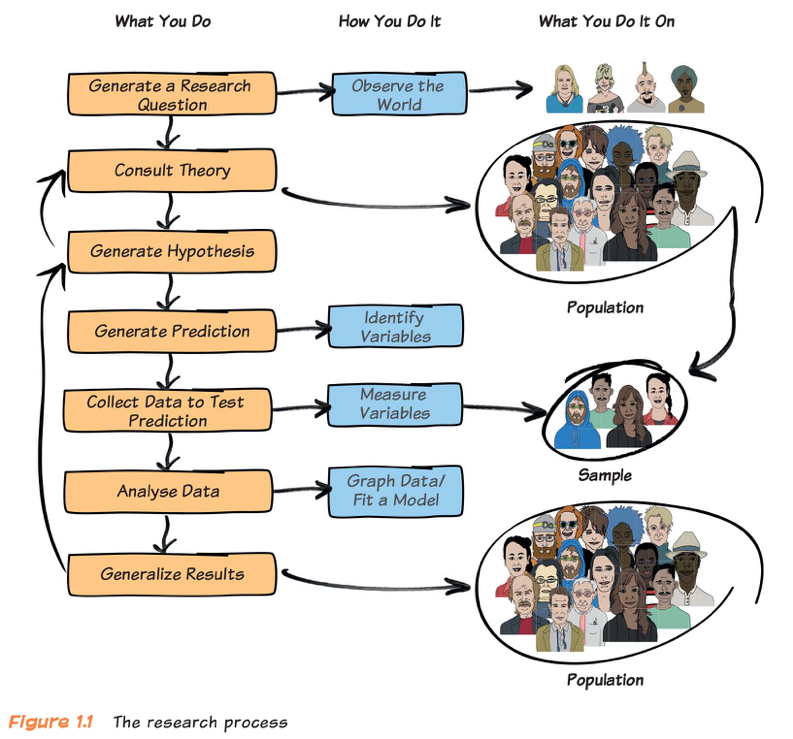 What You Do
How You Do It
What You Do It On
Generate a Research
Question
Observe the
World
Consult Theory
Generate Hypothesis
Population
Generate Prediction
Identify
Variables
Collect Data to Test
Prediction
Measure
Variables
Sample
Analyse Data
Graph Data/
Fit a Model
Generalize Results
Population
Figure 1.1 The research process